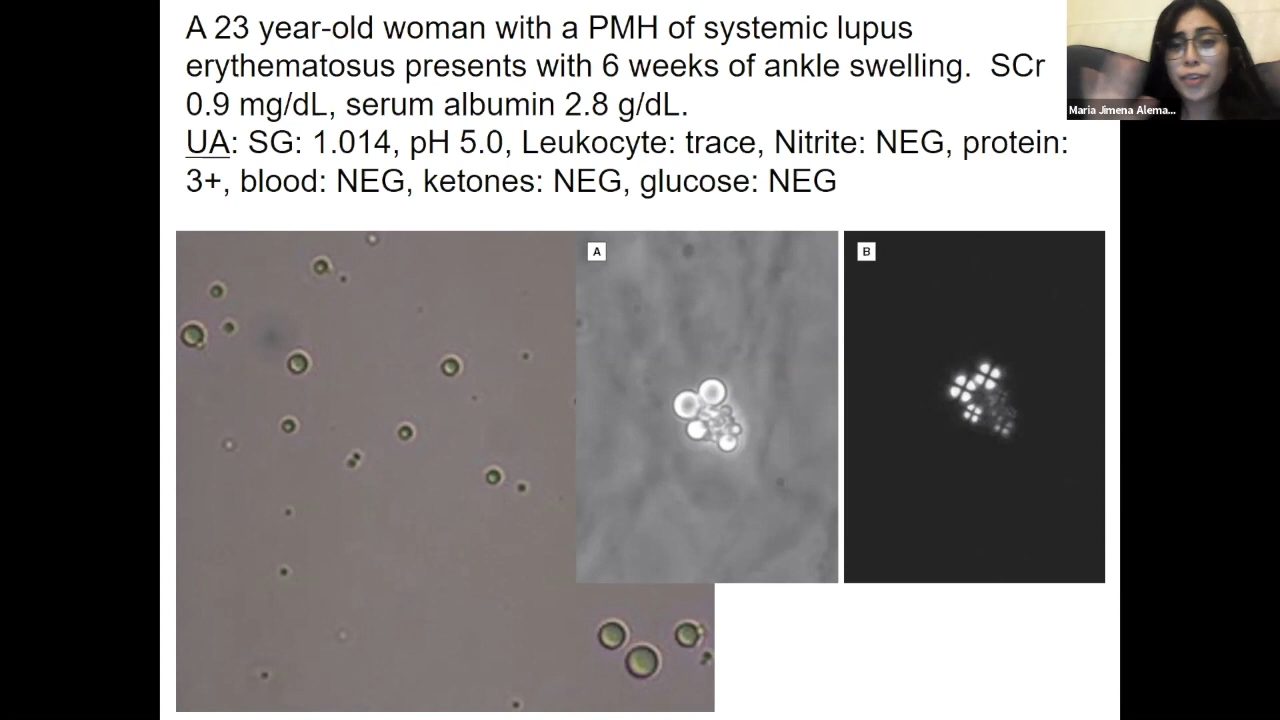 A 23 year-old woman with a PMH of systemic lupus
erythematosus presents with 6 weeks of ankle swelling. SCr
0.9 mg/dL, serum albumin 2.8 g/dL.
UA: SG: 1.014, pH 5.0, Leukocyte: trace, Nitrite: NEG, protein:
3+, blood: NEG, ketones: NEG, glucose: NEG
Maria Jimena Alema...
A
B